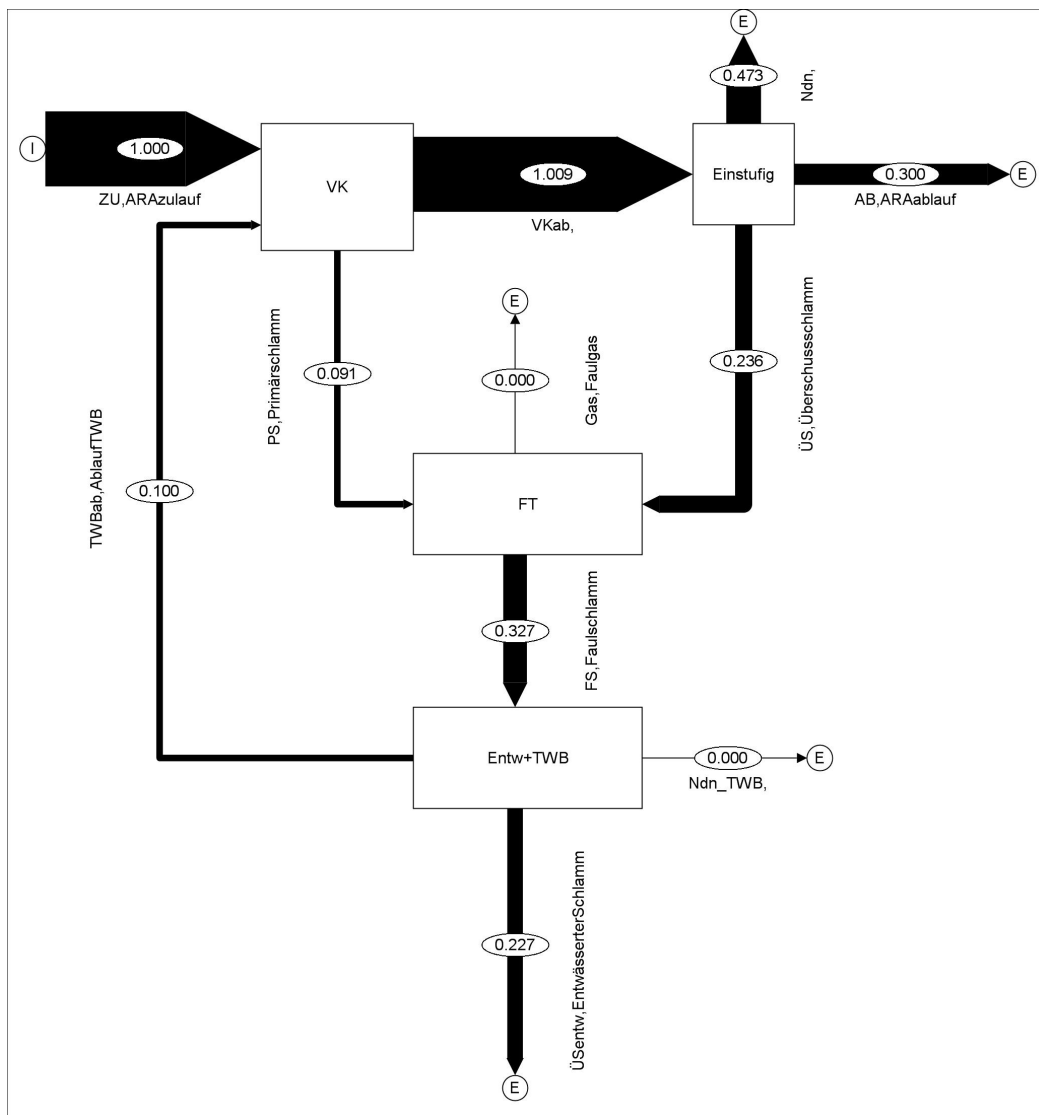 E
0.473
Ndn,
I
1.000
ZU,ARAzulauf
VK
1.009
VKab,
Einstufig
0.300
AB,ARAablauf
E
PS,Primärschlamm
0.091
E
0.000
Gas,Faulgas
0.236
ÜS,Überschussschlamm
TWBab,AblaufTWB
0.100
FT
0.327
FS,Faulschlamm
Entw+TWB
0.000
Ndn_TWB,
E
0.227
ÜSentw,EntwässerterSchlamm
E